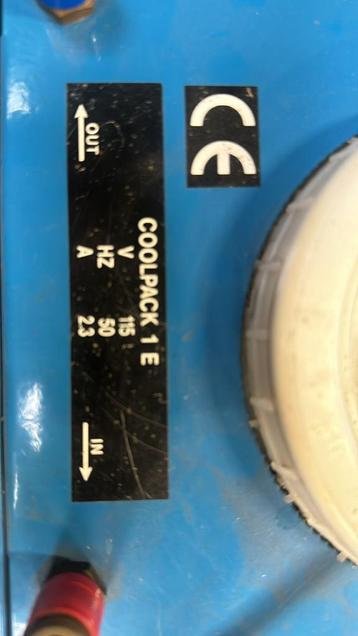 CE
COOLPACK 1 E
V 115
HZ 50
A 2.3
OUT
IN